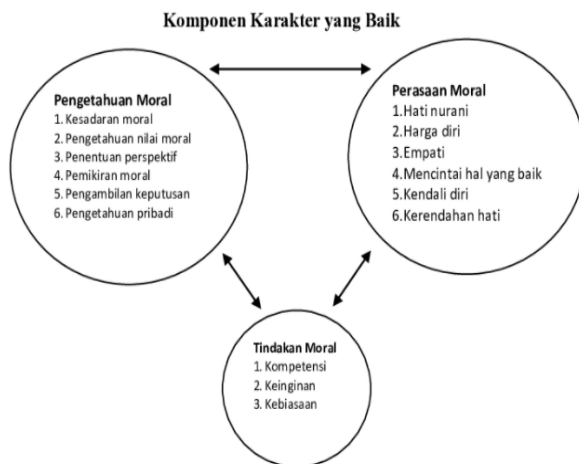 Komponen Karakter yang Baik
Pengetahuan Moral
1. Kesadaran moral
2. Pengetahuan nilai moral
3. Penentuan perspektif
4. Pemikiran moral
5. Pengambilan keputusan
6. Pengetahuan pribadi
Perasaan Moral
1.Hati nurani
2.Harga diri
3.Empati
4.Mencintai hal yang baik
5.Kendali diri
6.Kerendahan hati
Tindakan Moral
1. Kompetensi
2. Keinginan
3. Kebiasaan